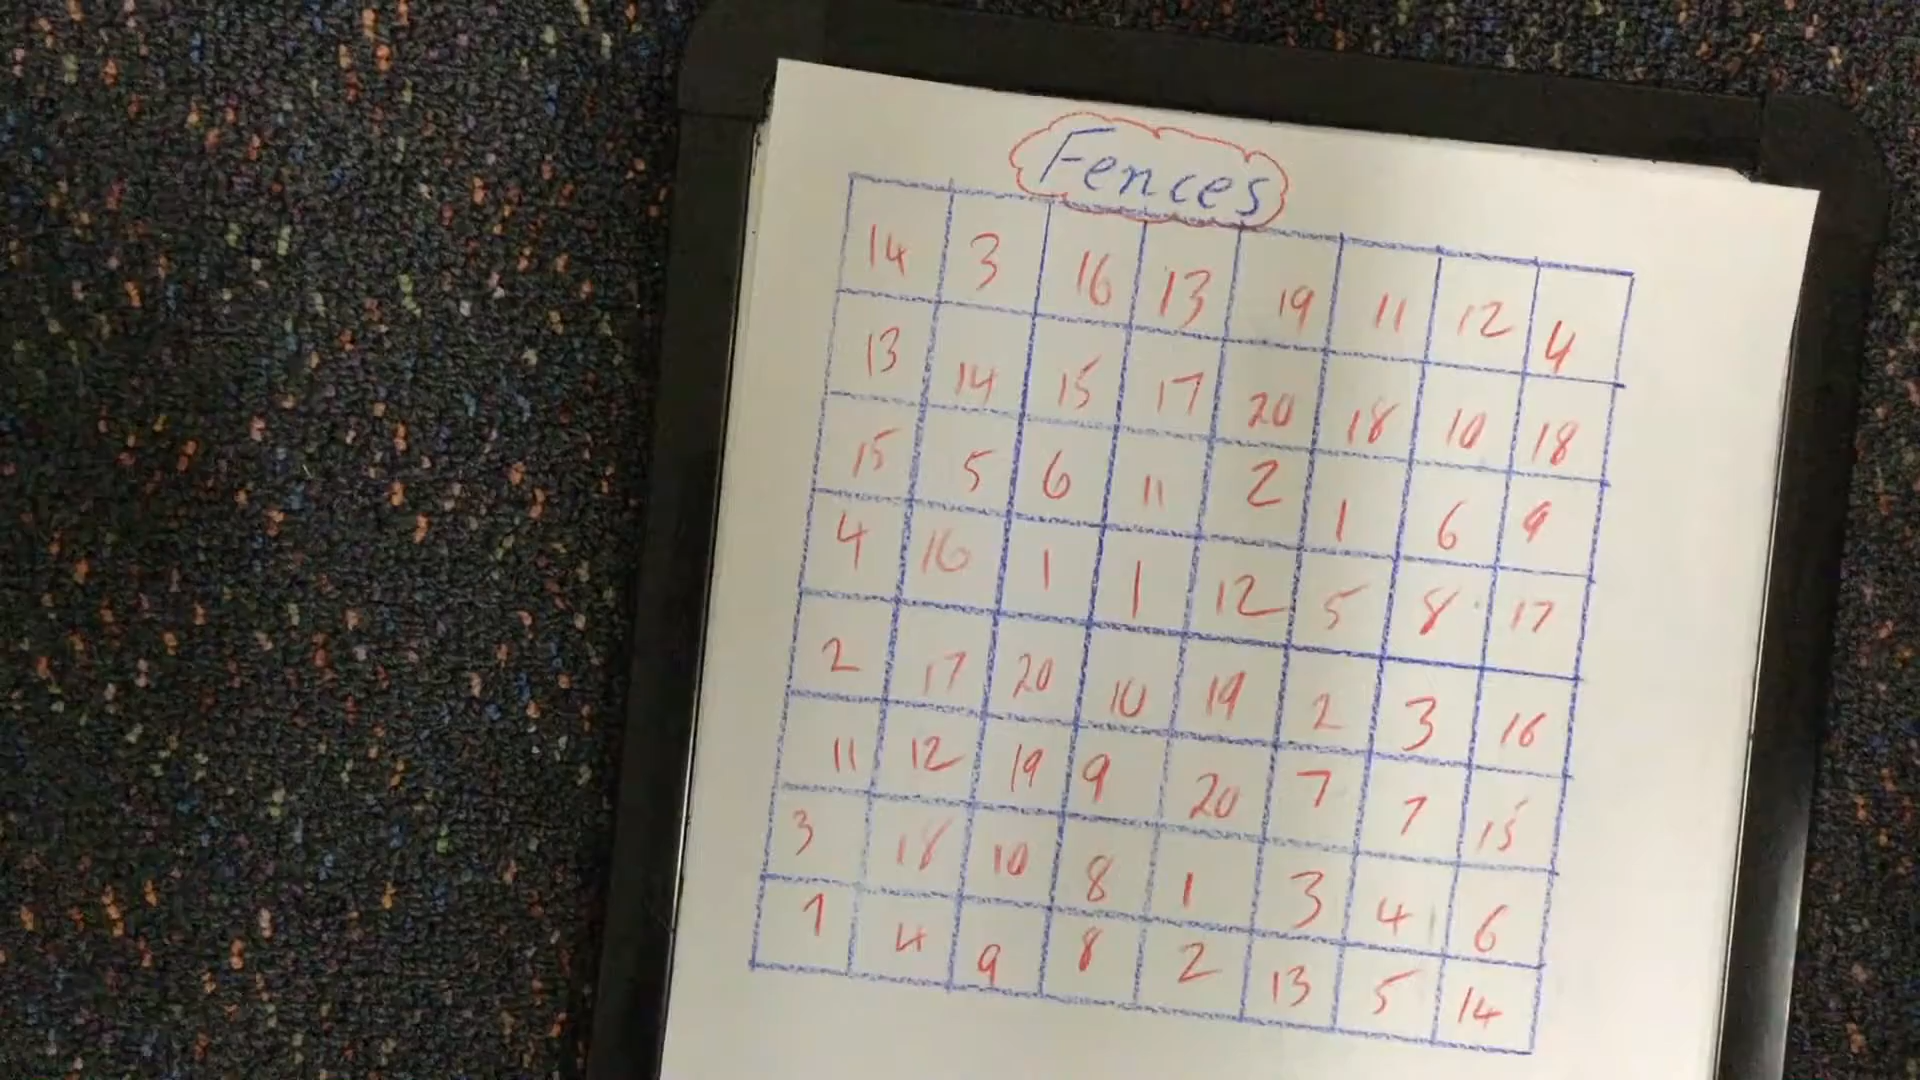 Fences
14 3 16 13 19 11 12 4
13 14 15 17 20 18 10 18
15 5 6 11 2 1 6 9
4 16 1 1 12 5 8 17
2 17 20 10 19 2 3 16
11 12 19 9 20 7 7 15
3 18 10 8 1 3 4 6
7 4 9 8 2 13 5 14